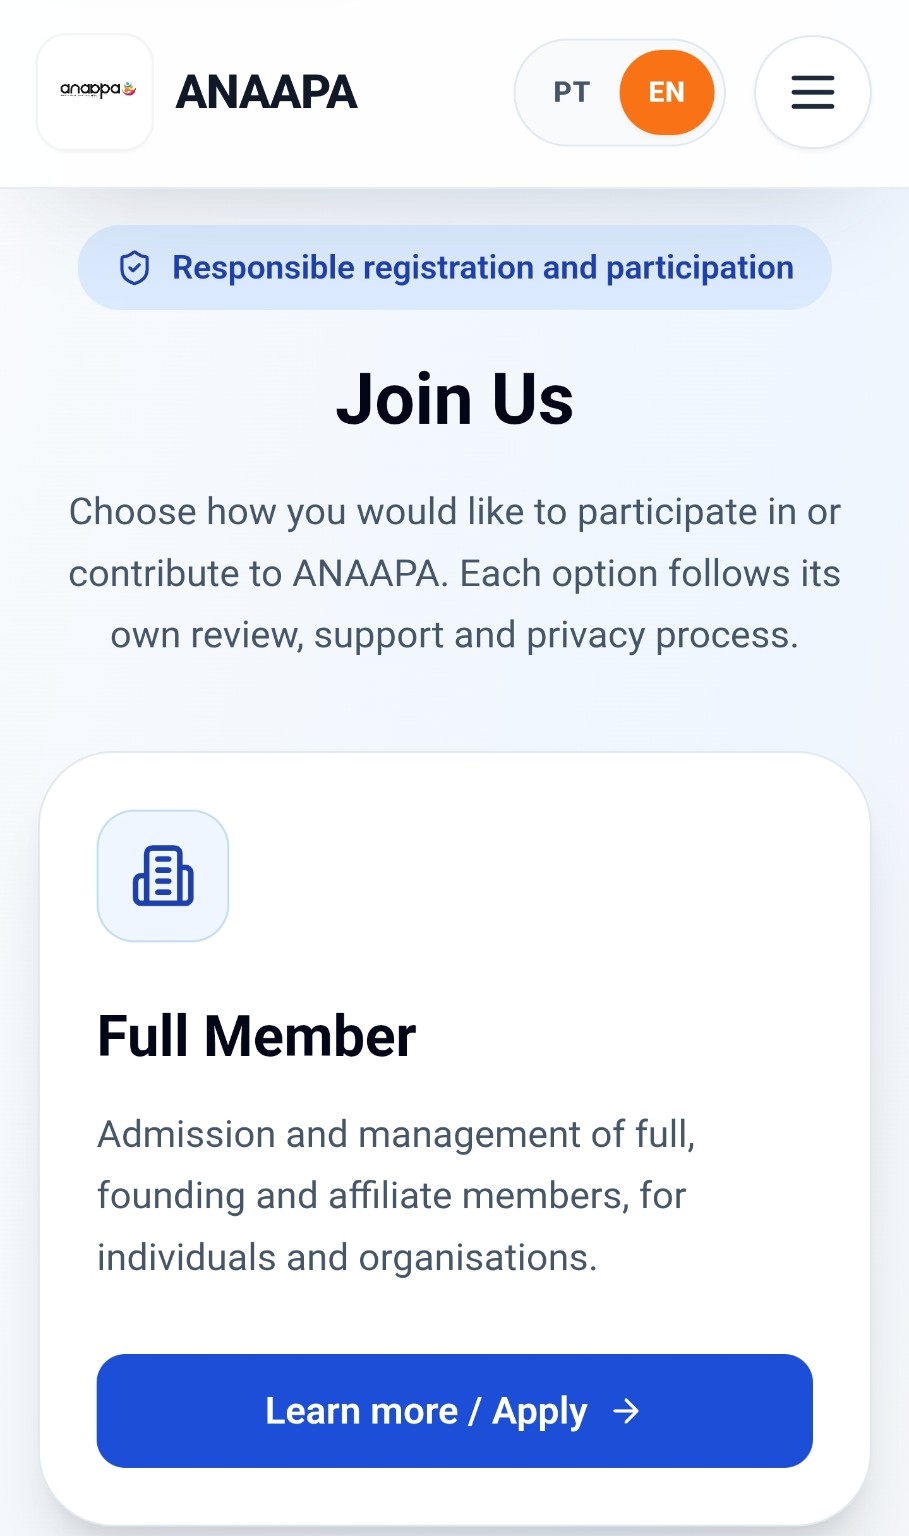 anappa
ANAAPA
PT
EN
Responsible registration and participation
Join Us
Choose how you would like to participate in or
contribute to ANAAPA. Each option follows its
own review, support and privacy process.
Full Member
Admission and management of full,
founding and affiliate members, for
individuals and organisations.
Learn more / Apply →